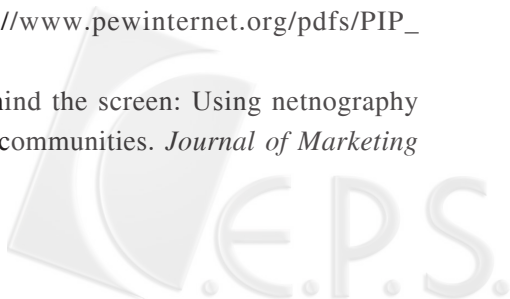 //www.pewinternet.org/pdfs/PIP_
hind the screen: Using netnography
communities. Journal of Marketing
C.E.P.S.